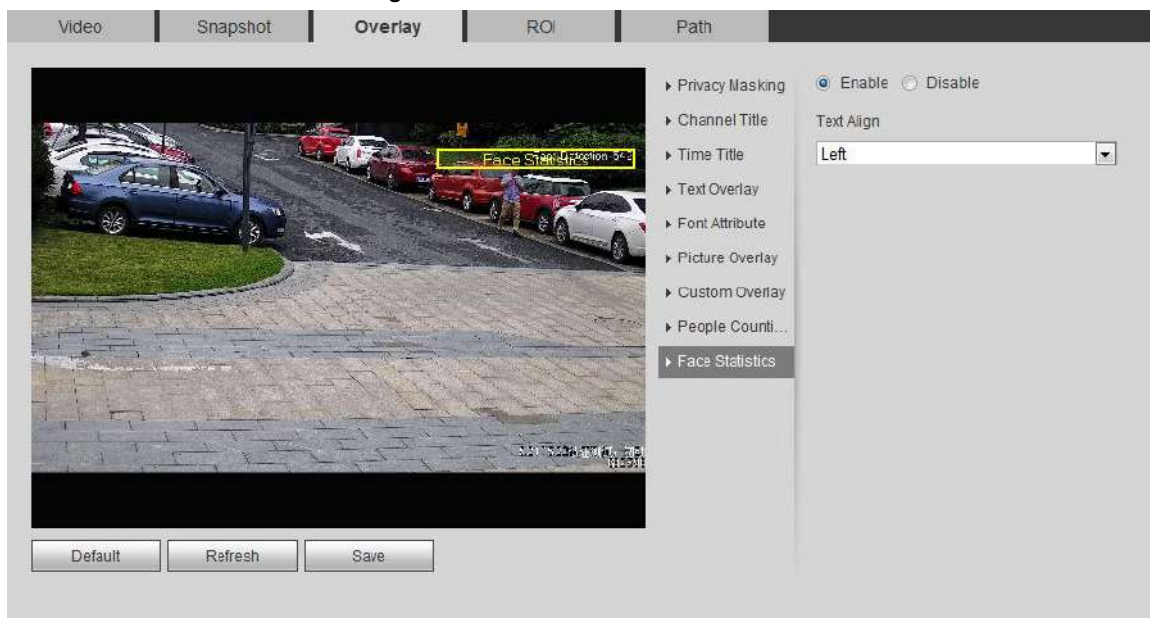 Video
Snapshot
Overlay
ROI
Path
Face Statistics
Privacy Masking
Channel Title
Time Title
Text Overlay
Font Attribute
Picture Overlay
Custom Overlay
People Counti...
Face Statistics
Enable
Disable
Text Align
Left
Default
Refresh
Save